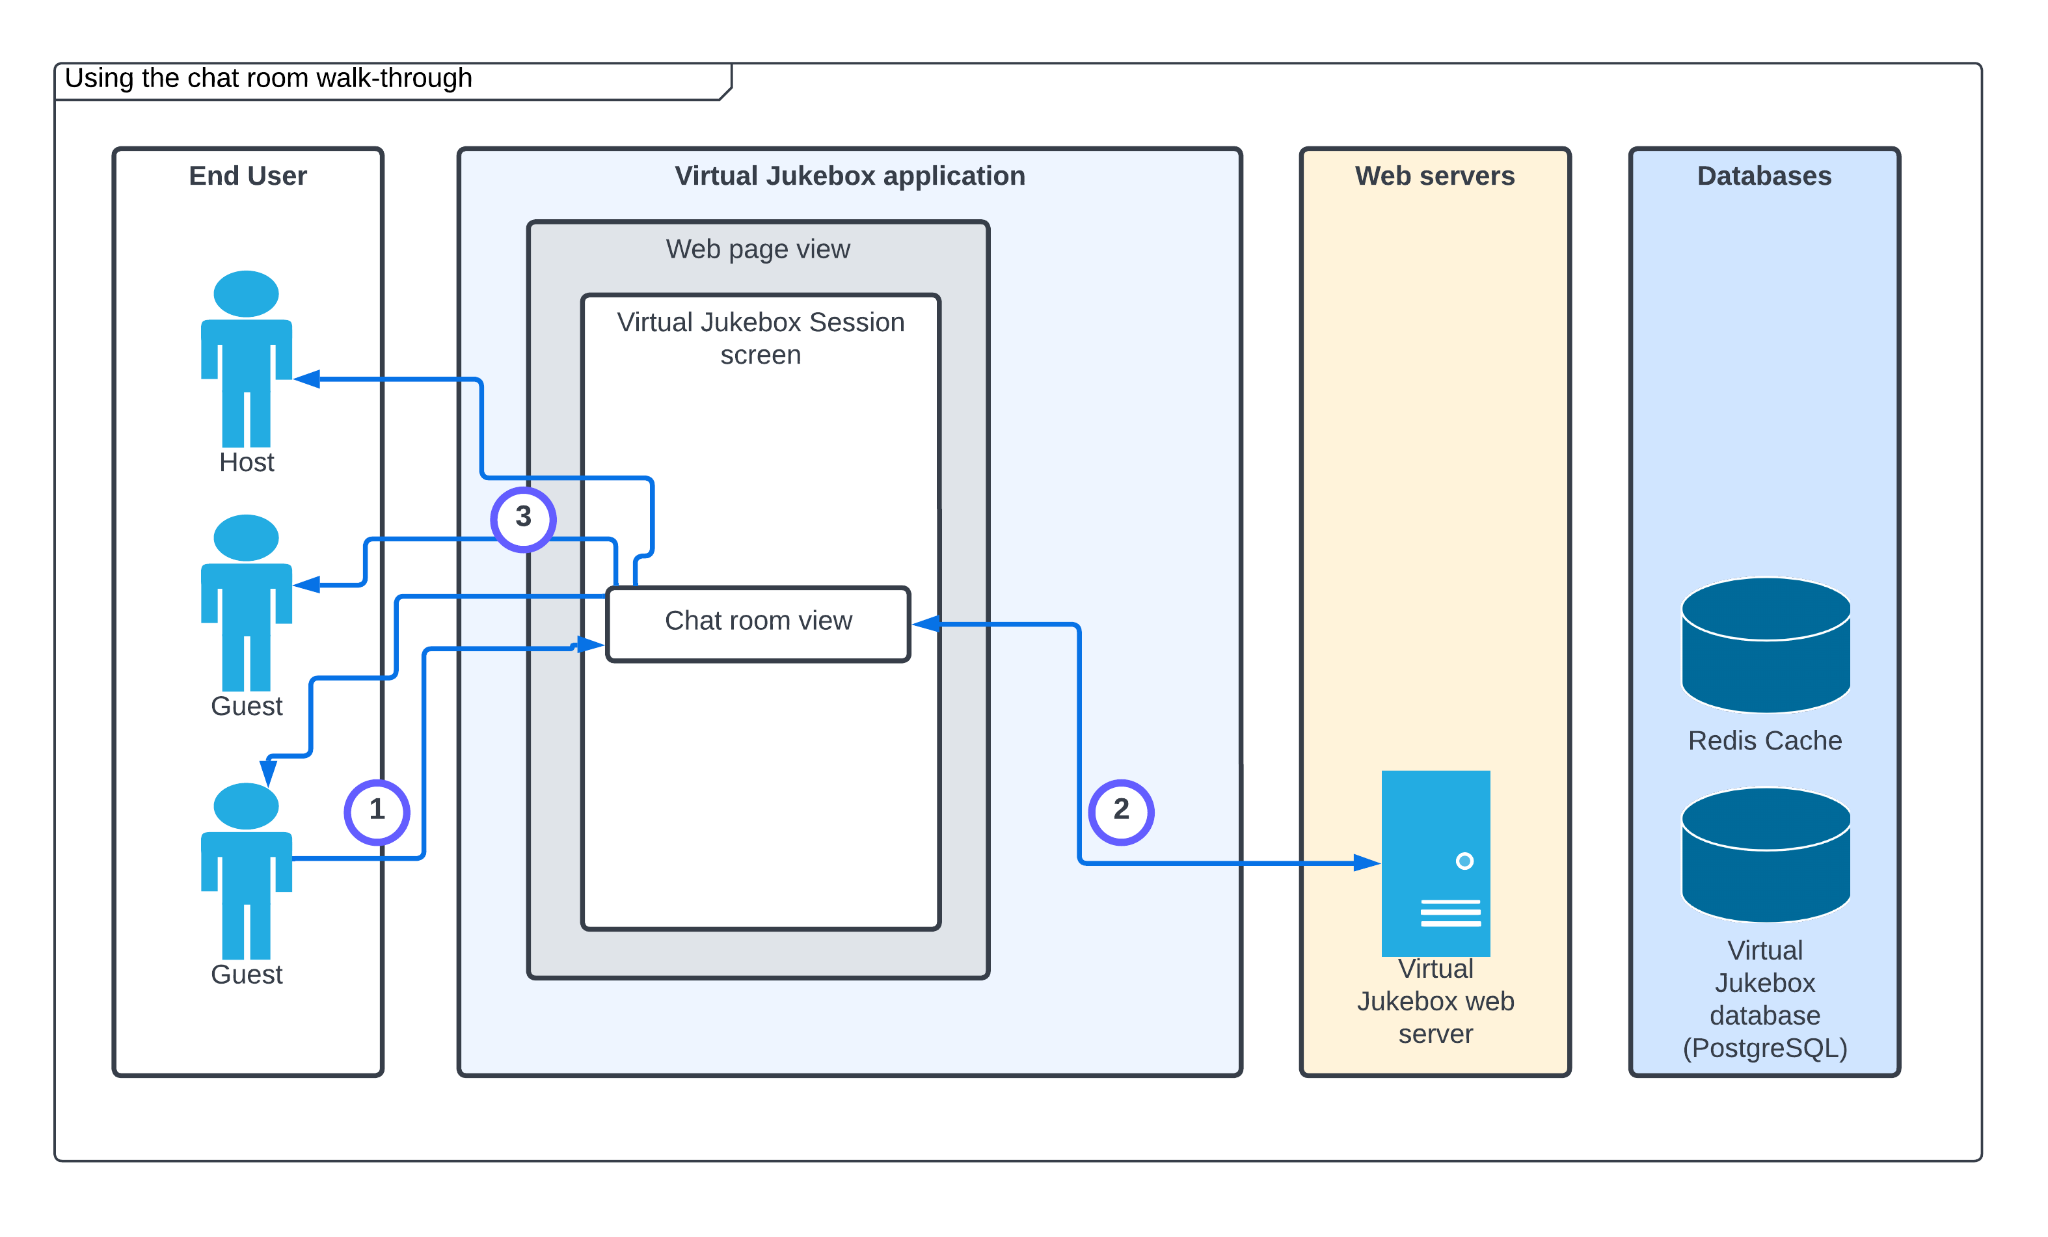 Using the chat room walk-through
End User
Virtual Jukebox application
Web servers
Databases
Web page view
Virtual Jukebox Session
screen
Host
3
Chat room view
Guest
Redis Cache
1
2
Guest
Virtual
Jukebox web
server
Virtual
Jukebox
database
(PostgreSQL)